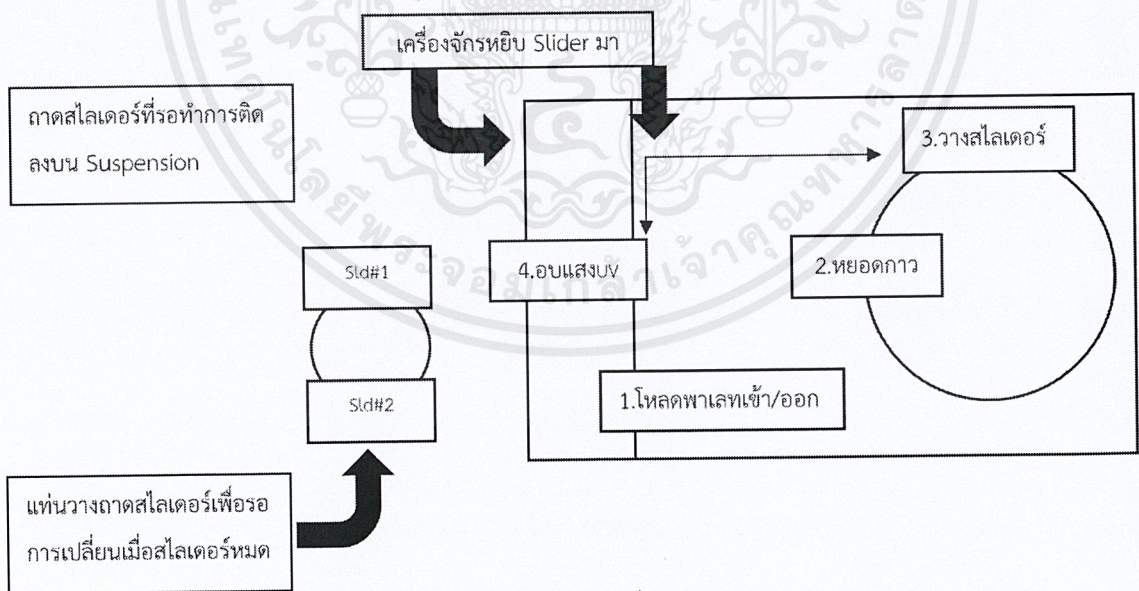 เครื่องจักรหยิบ Slider มา
ถาดสไลเดอร์ที่รอทำการติด
ลงบน Suspension
3.วางสไลเดอร์
Sld#1
4.อบแสงUV
2.หยอดกาว
Sld#2
1.โหลดพาเลทเข้า/ออก
แท่นวางถาดสไลเดอร์เพื่อรอ
การเปลี่ยนเมื่อสไลเดอร์หมด